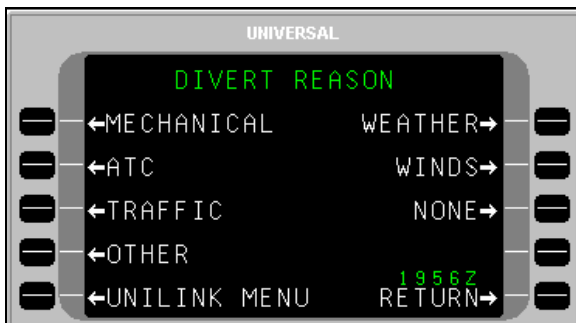 UNIVERSAL
DIVERT REASON
←MECHANICAL WEATHER→
←ATC WINDS→
←TRAFFIC NONE→
←OTHER
1956Z
←UNILINK MENU RETURN→